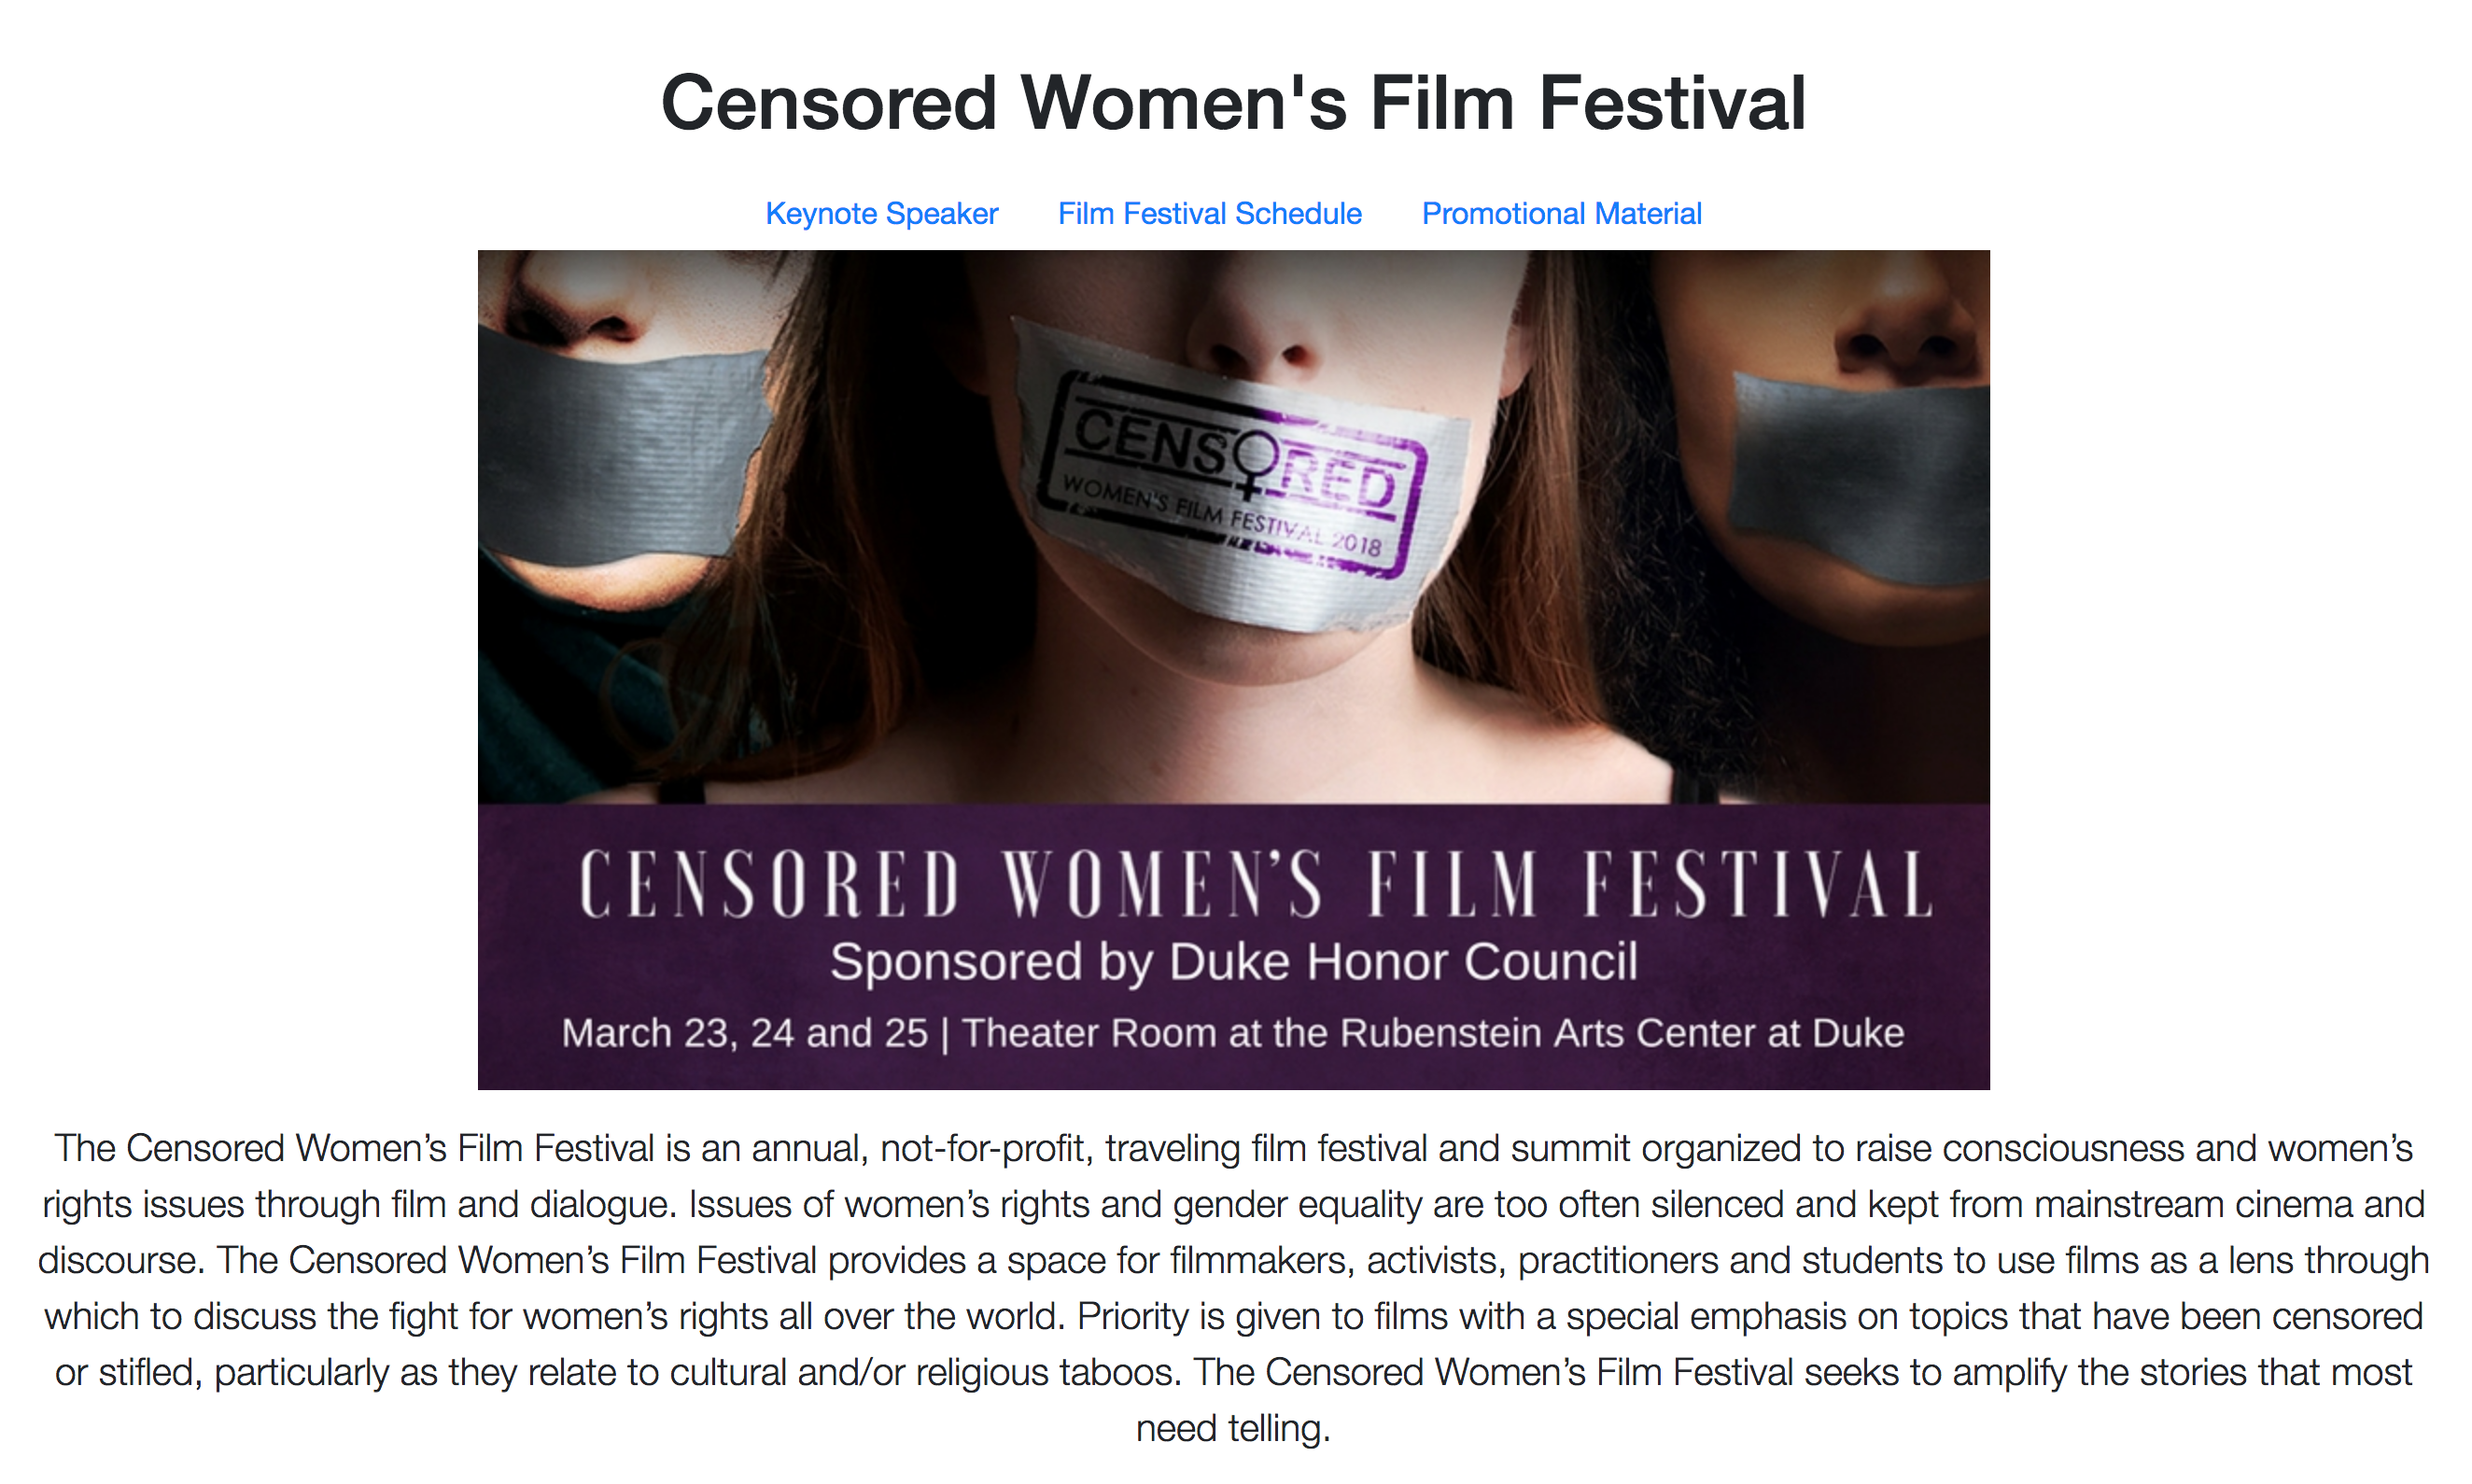 Censored Women's Film Festival
Keynote Speaker Film Festival Schedule Promotional Material
CENSORED
WOMEN'S FILM FESTIVAL 2018
CENSORED WOMEN'S FILM FESTIVAL
Sponsored by Duke Honor Council
March 23, 24 and 25 | Theater Room at the Rubenstein Arts Center at Duke
The Censored Women’s Film Festival is an annual, not-for-profit, traveling film festival and summit organized to raise consciousness and women’s
rights issues through film and dialogue. Issues of women’s rights and gender equality are too often silenced and kept from mainstream cinema and
discourse. The Censored Women’s Film Festival provides a space for filmmakers, activists, practitioners and students to use films as a lens through
which to discuss the fight for women’s rights all over the world. Priority is given to films with a special emphasis on topics that have been censored
or stifled, particularly as they relate to cultural and/or religious taboos. The Censored Women’s Film Festival seeks to amplify the stories that most
need telling.